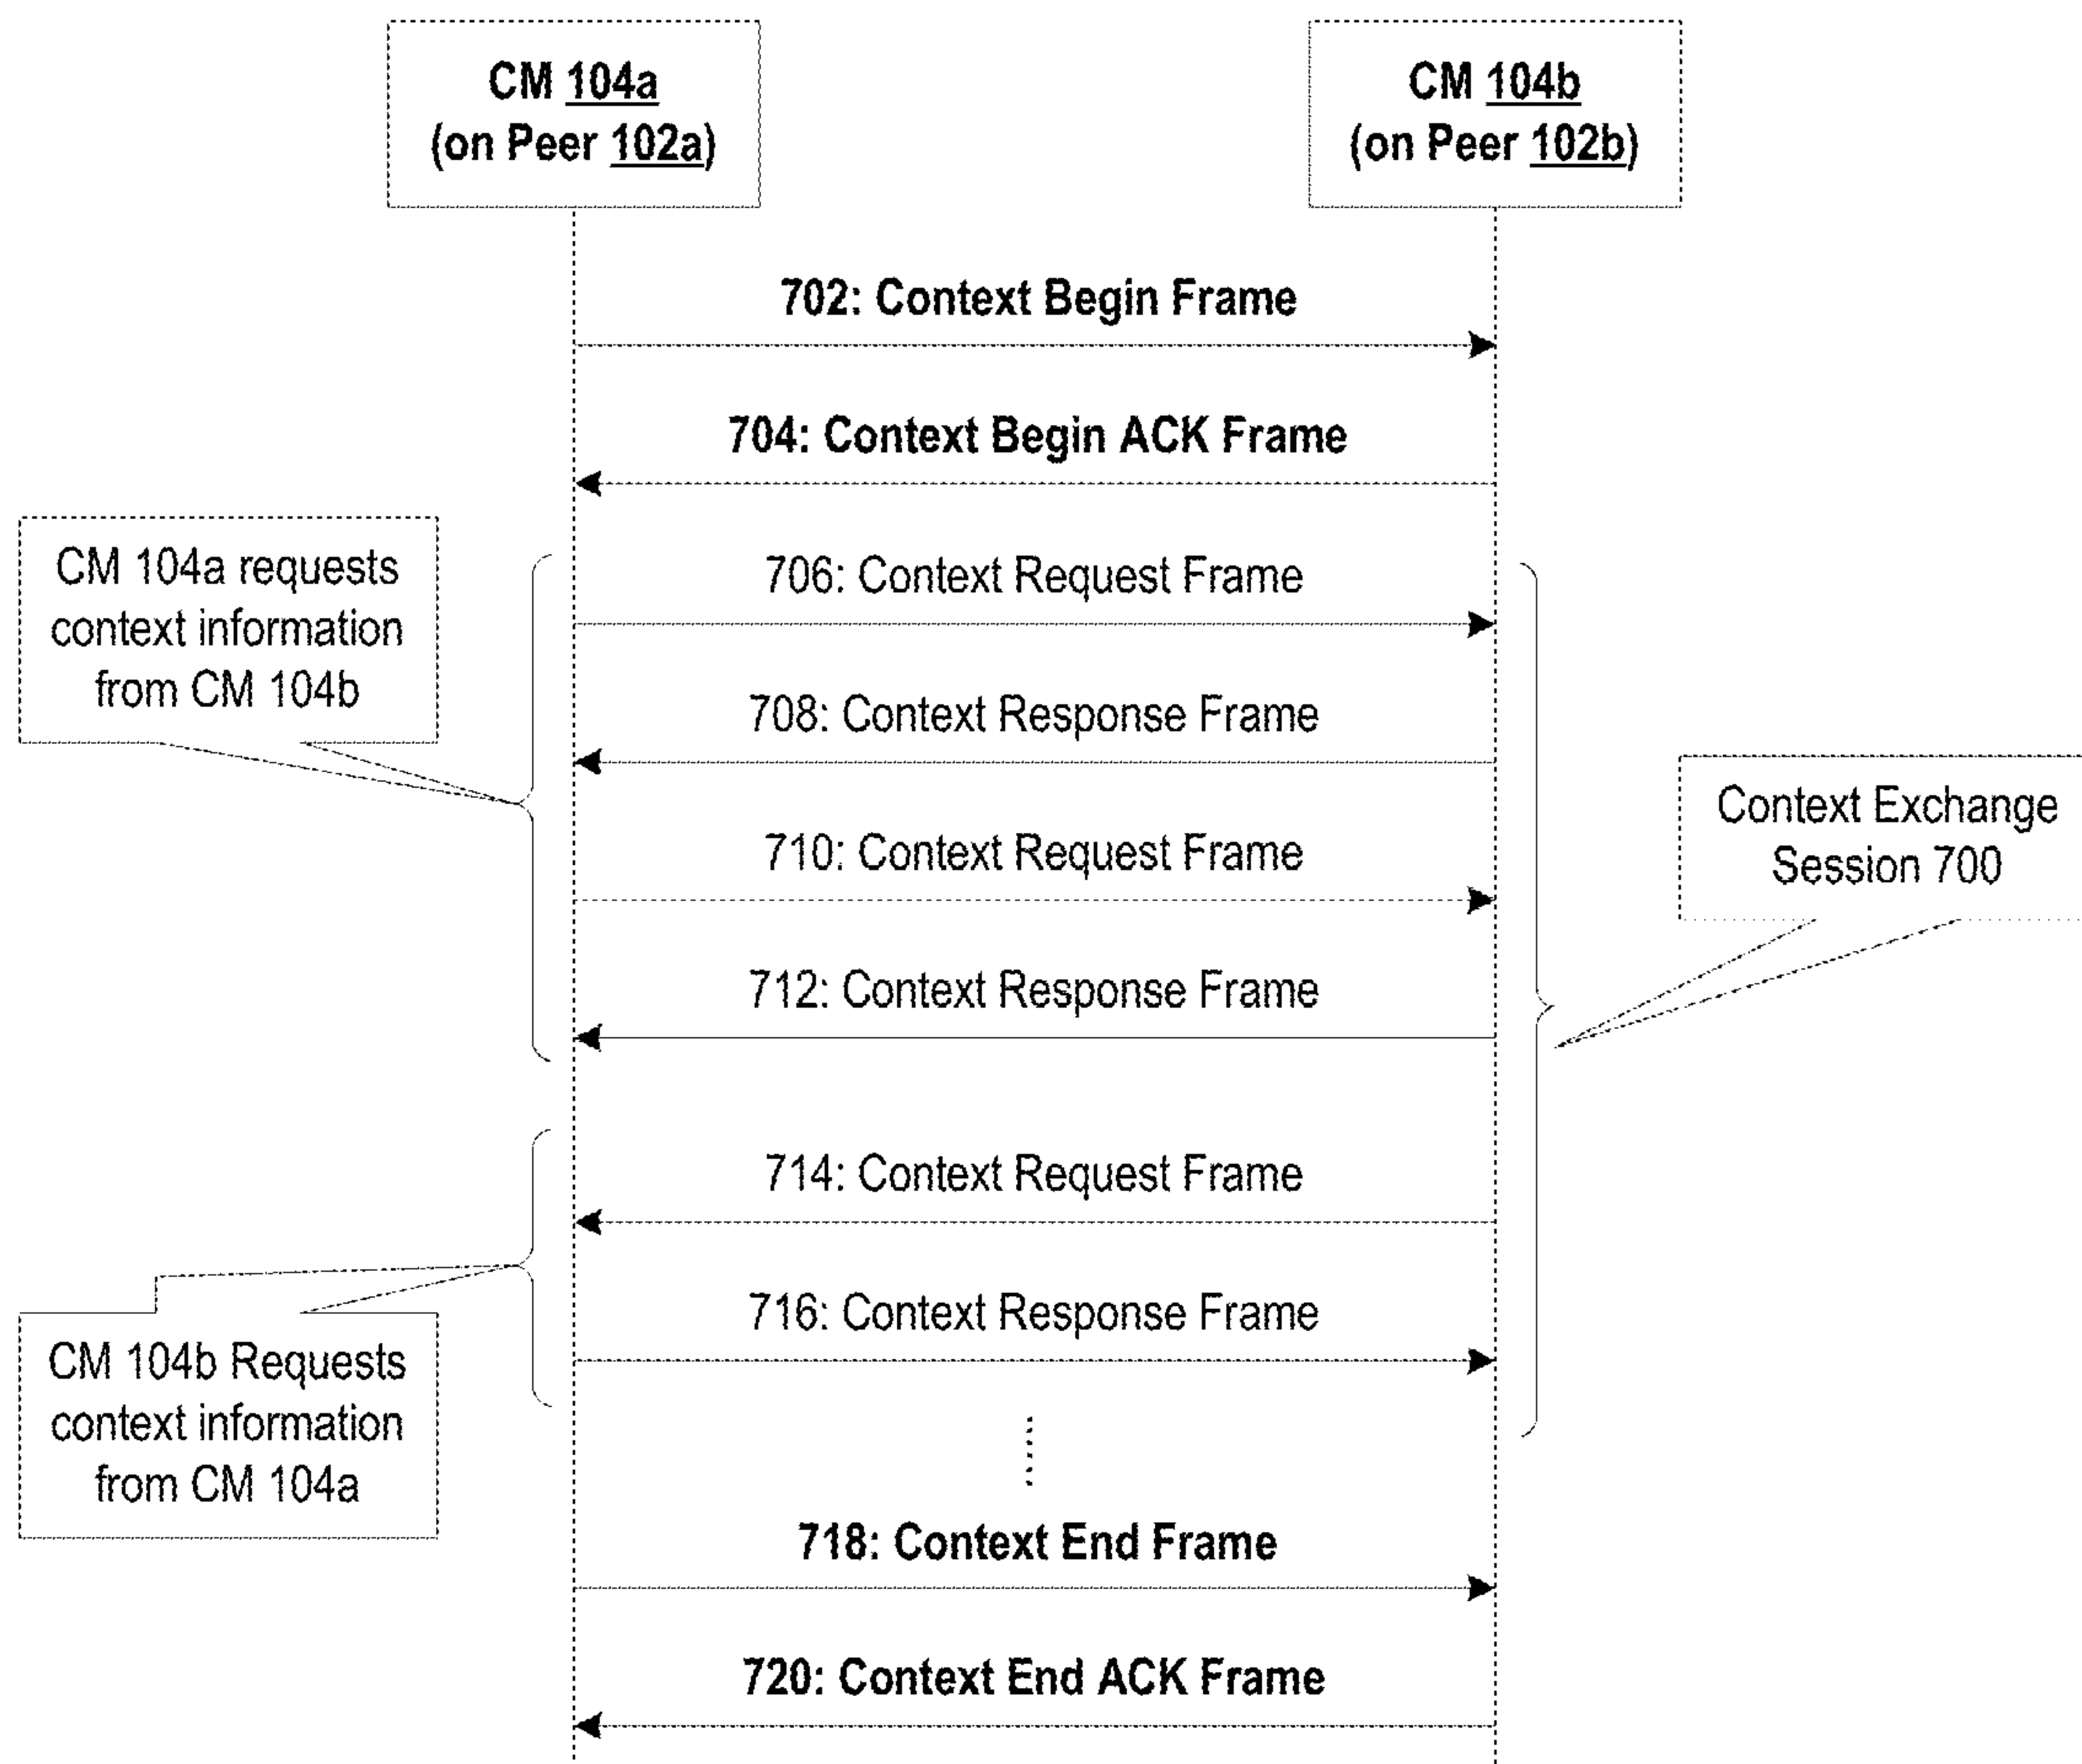 CM 104a
(on Peer 102a)
CM 104b
(on Peer 102b)
702: Context Begin Frame
704: Context Begin ACK Frame
CM 104a requests
context information
from CM 104b
706: Context Request Frame
708: Context Response Frame
710: Context Request Frame
712: Context Response Frame
Context Exchange
Session 700
714: Context Request Frame
716: Context Response Frame
CM 104b Requests
context information
from CM 104a
718: Context End Frame
720: Context End ACK Frame